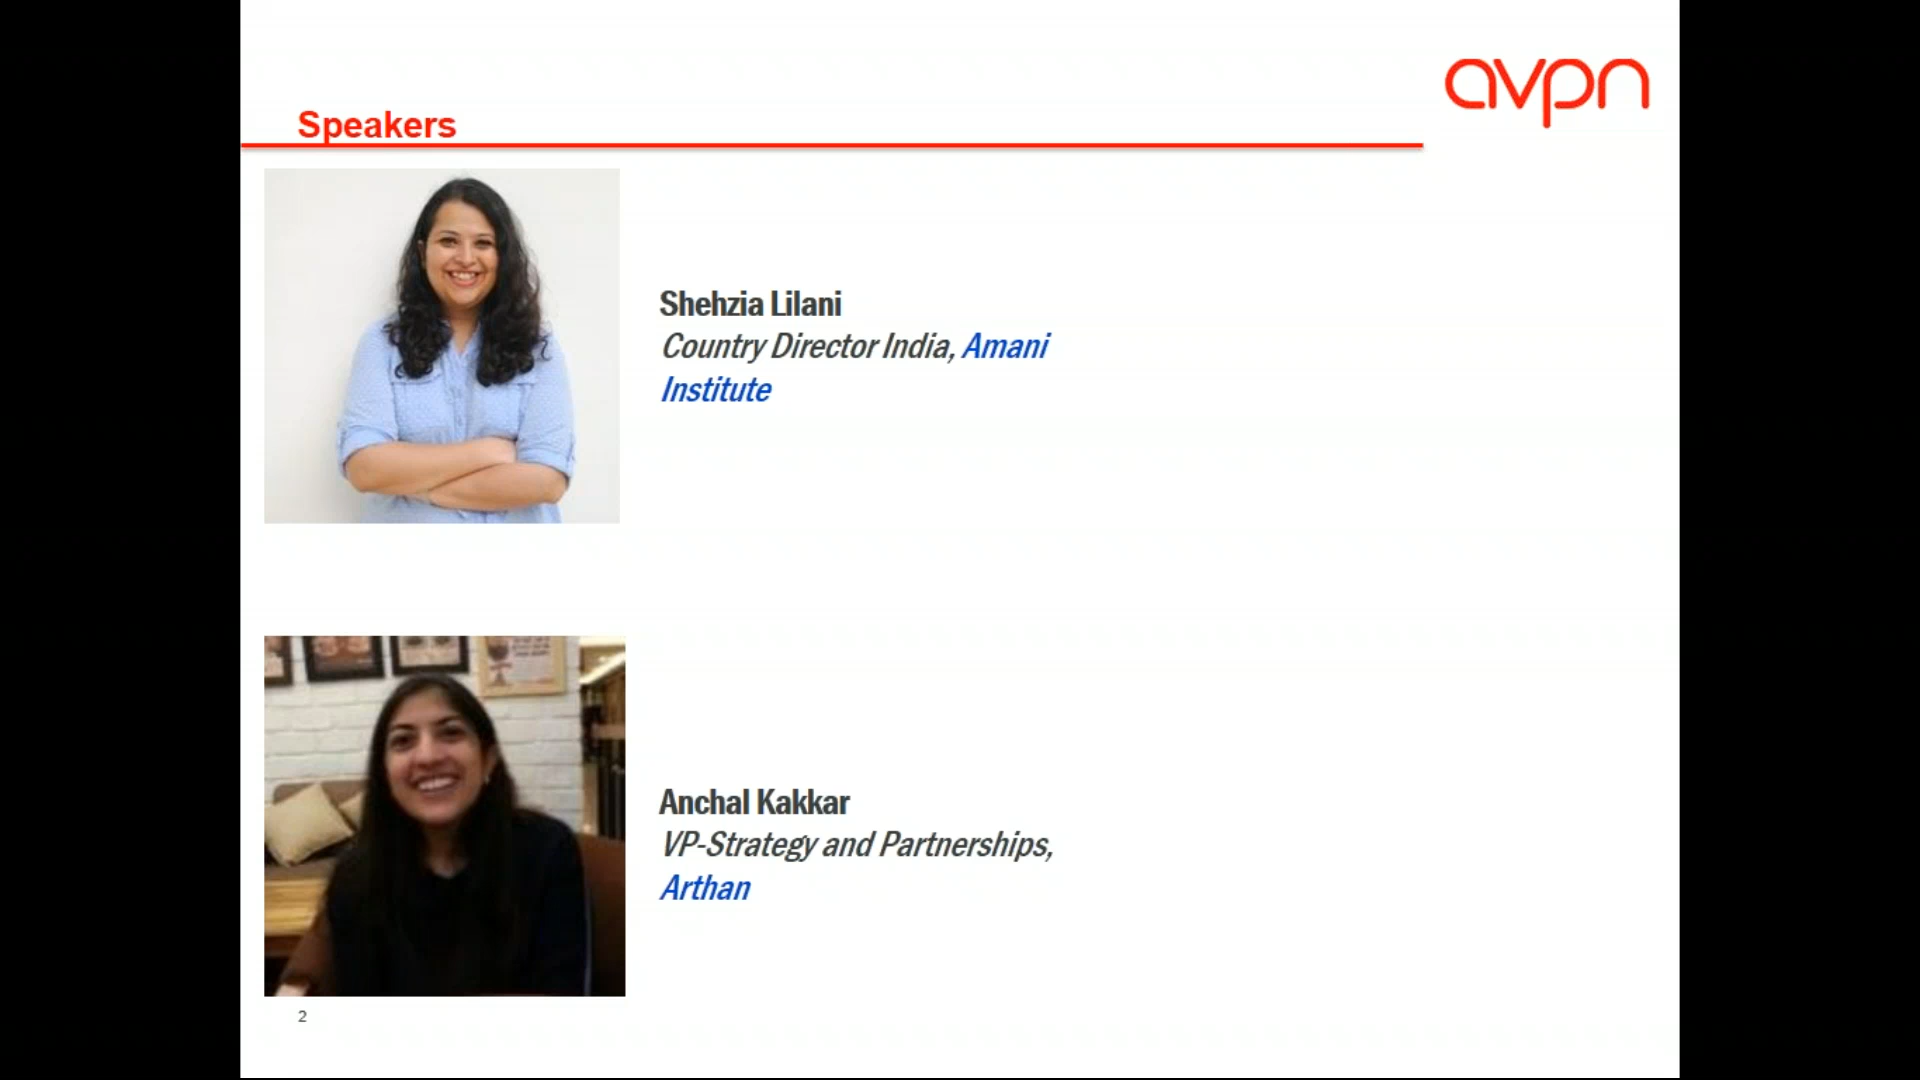 avpn
Speakers
Shehzia Lilani
Country Director India, Amani
Institute
Anchal Kakkar
VP-Strategy and Partnerships,
Arthan
2